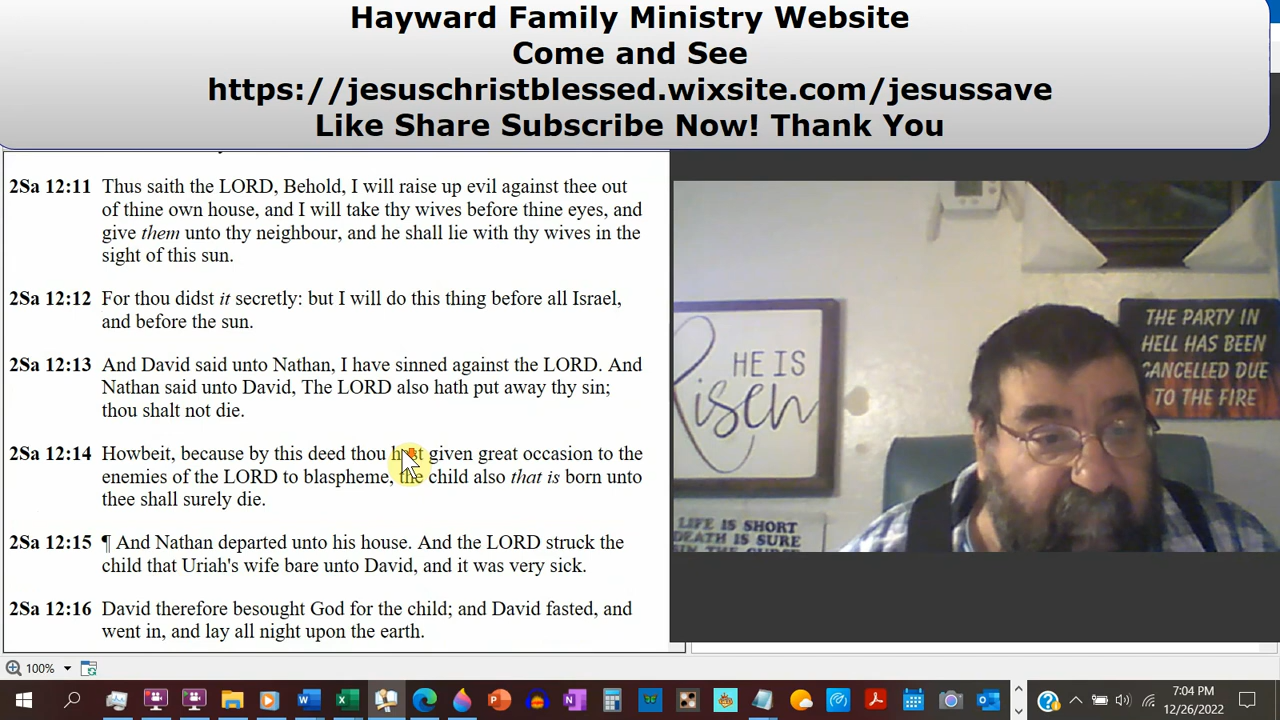 Hayward Family Ministry Website
Come and See
https://jesuschristblessed.wixsite.com/jesussave
Like Share Subscribe Now! Thank You
2Sa 12:11 Thus saith the LORD, Behold, I will raise up evil against thee out
of thine own house, and I will take thy wives before thine eyes, and
give them unto thy neighbour, and he shall lie with thy wives in the
sight of this sun.
2Sa 12:12 For thou didst it secretly: but I will do this thing before all Israel,
and before the sun.
2Sa 12:13 And David said unto Nathan, I have sinned against the LORD. And
Nathan said unto David, The LORD also hath put away thy sin;
thou shalt not die.
2Sa 12:14 Howbeit, because by this deed thou hast given great occasion to the
enemies of the LORD to blaspheme, the child also that is born unto
thee shall surely die.
2Sa 12:15 ¶ And Nathan departed unto his house. And the LORD struck the
child that Uriah's wife bare unto David, and it was very sick.
2Sa 12:16 David therefore besought God for the child; and David fasted, and
went in, and lay all night upon the earth.
HE IS
Risen
THE PARTY IN
HELL HAS BEEN
CANCELLED DUE
TO THE FIRE
LIFE IS SHORT
DEATH IS SURE
100%
7:04 PM
12/26/2022